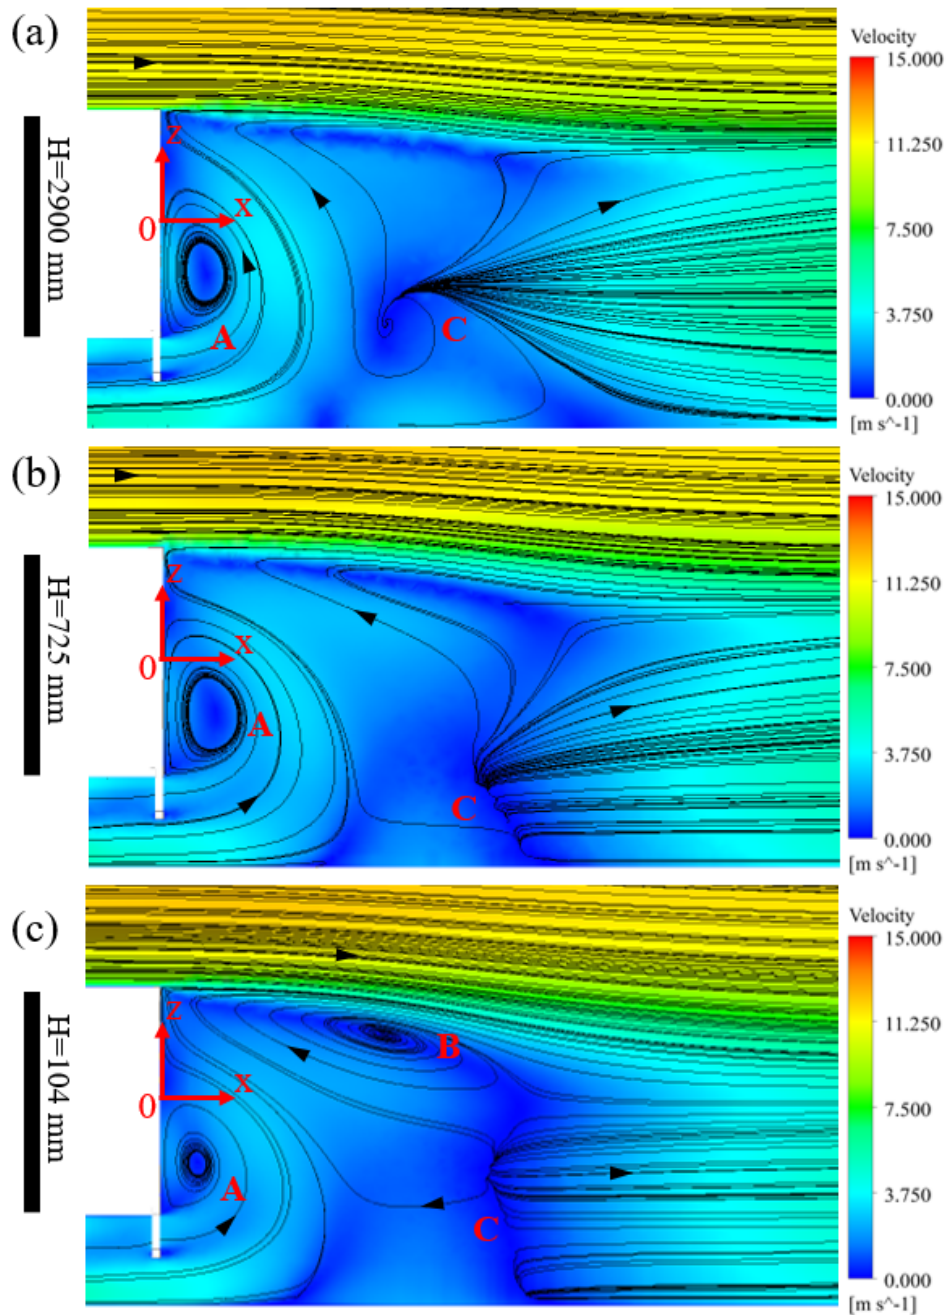 (a)
Velocity
15.000
11.250
7.500
3.750
0.000
[m s^-1]
H=2900 mm
z
x
0
A
C
(b)
Velocity
15.000
11.250
7.500
3.750
0.000
[m s^-1]
H=725 mm
z
x
0
A
C
(c)
Velocity
15.000
11.250
7.500
3.750
0.000
[m s^-1]
H=104 mm
z
x
0
B
A
C